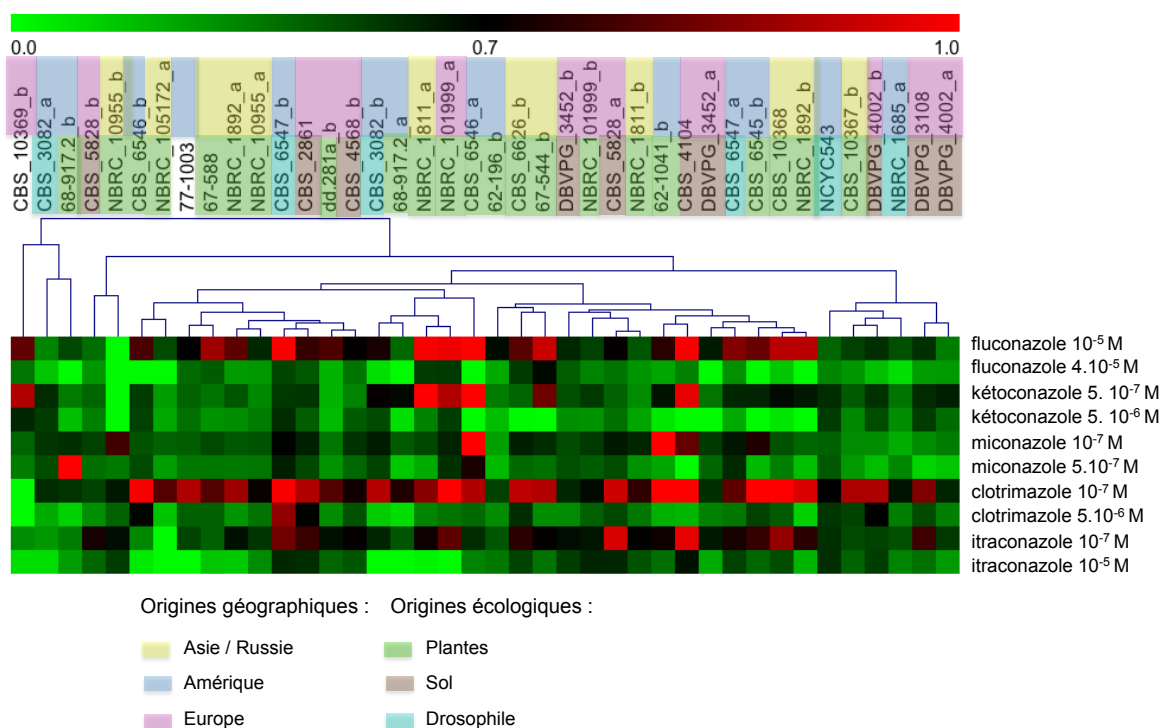 0.0 0.7 1.0
CBS_10369_b
CBS_3082_a
68-917.2_b
CBS_5828_b
NBRC_10955_b
CBS_6546_b
NBRC_105172_a
77-1003
67-588
NBRC_1892_a
NBRC_10955_a
CBS_6547_b
CBS_2861
dd.281a_b
CBS_4568_b
CBS_3082_b
68-917.2_a
NBRC_1811_a
NBRC_101999_a
CBS_6546_a
62-196_b
CBS_6626_b
67-544_b
DBVPG_3452_b
NBRC_101999_b
CBS_5828_a
NBRC_1811_b
62-1041_b
CBS_4104
DBVPG_3452_a
CBS_6547_a
CBS_6545_b
CBS_10368
NBRC_1892_b
NCYC543
CBS_10367_b
DBVPG_4002_b
NBRC_1685_a
DBVPG_3108
DBVPG_4002_a
fluconazole 10⁻⁵ M
fluconazole 4.10⁻⁵ M
kétoconazole 5. 10⁻⁷ M
kétoconazole 5. 10⁻⁶ M
miconazole 10⁻⁷ M
miconazole 5.10⁻⁷ M
clotrimazole 10⁻⁷ M
clotrimazole 5.10⁻⁶ M
itraconazole 10⁻⁷ M
itraconazole 10⁻⁵ M
Origines géographiques : Origines écologiques :
Asie / Russie Plantes
Amérique Sol
Europe Drosophile